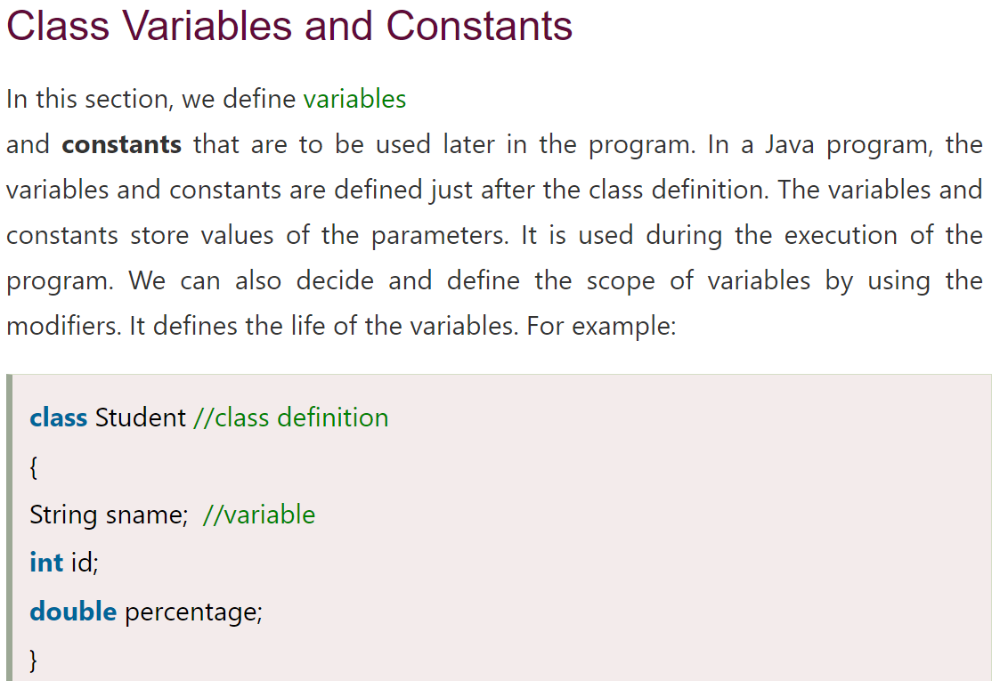 Class Variables and Constants
In this section, we define variables
and constants that are to be used later in the program. In a Java program, the
variables and constants are defined just after the class definition. The variables and
constants store values of the parameters. It is used during the execution of the
program. We can also decide and define the scope of variables by using the
modifiers. It defines the life of the variables. For example:
class Student //class definition
{
String sname;  //variable
int id;
double percentage;
}